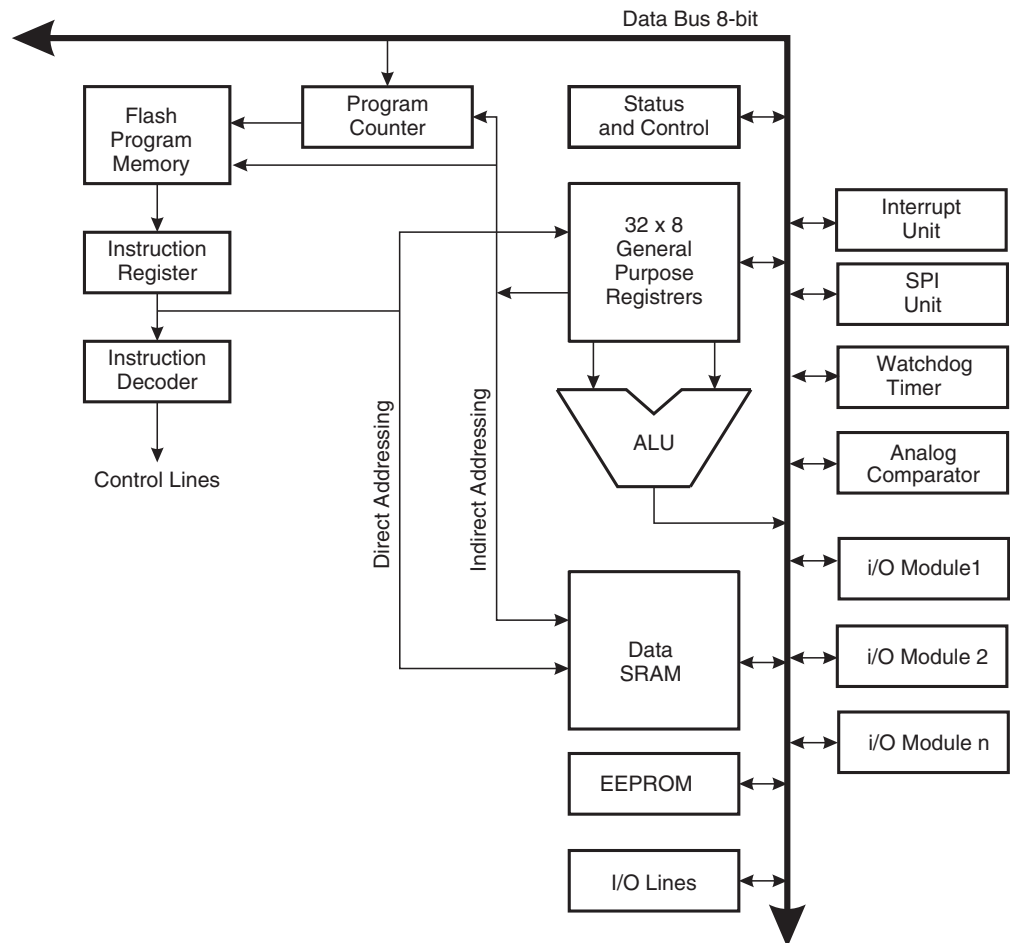 Data Bus 8-bit
Flash
Program
Memory
Program
Counter
Status
and Control
Instruction
Register
32 x 8
General
Purpose
Registrers
Interrupt
Unit
SPI
Unit
Instruction
Decoder
Watchdog
Timer
ALU
Analog
Comparator
Control Lines
Direct Addressing
Indirect Addressing
i/O Module1
Data
SRAM
i/O Module 2
i/O Module n
EEPROM
I/O Lines